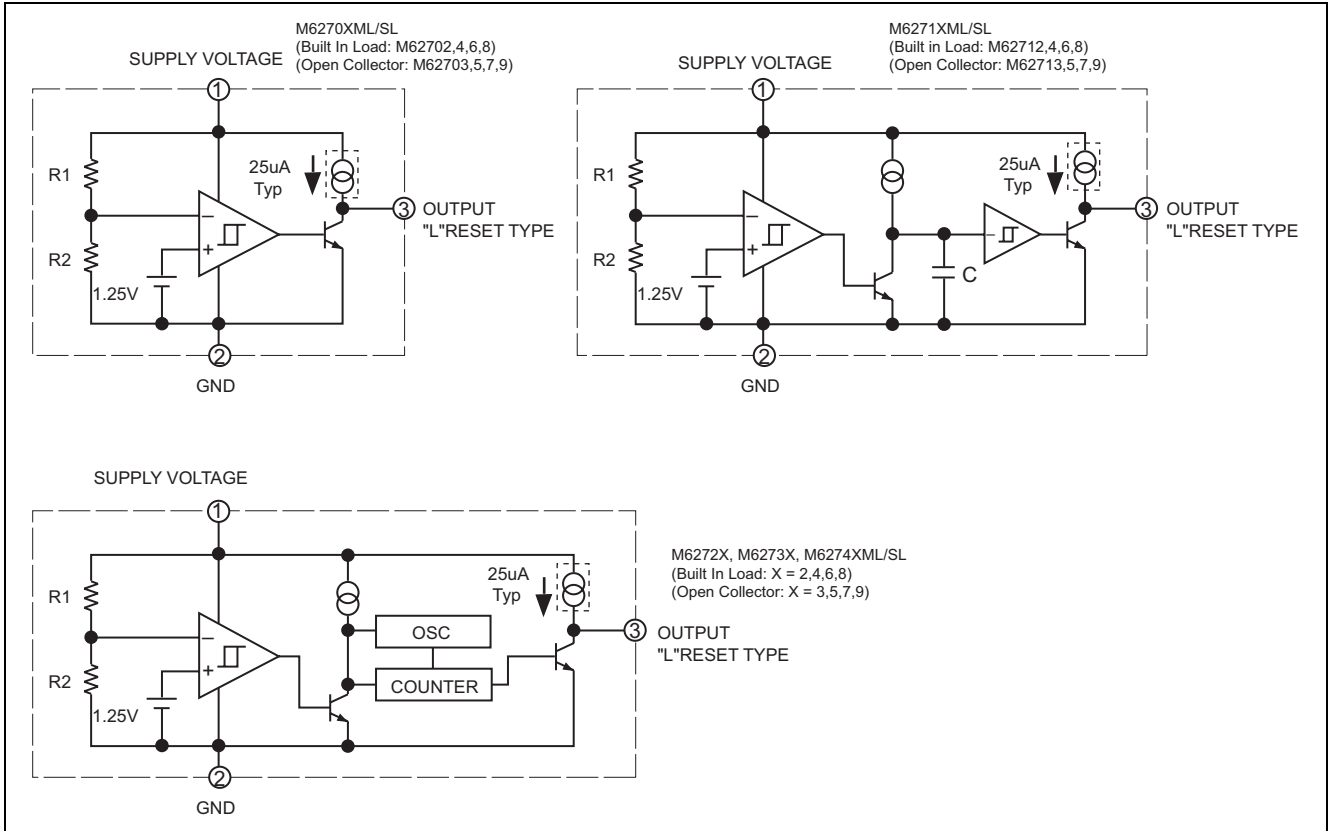 M6270XML/SL
(Built In Load: M62702,4,6,8)
(Open Collector: M62703,5,7,9)
SUPPLY VOLTAGE
1
R1
25uA
Typ
−
3 OUTPUT
"L"RESET TYPE
R2
+
1.25V
2
GND
M6271XML/SL
(Built in Load: M62712,4,6,8)
(Open Collector: M62713,5,7,9)
SUPPLY VOLTAGE
1
R1
25uA
Typ
−
−
3 OUTPUT
"L"RESET TYPE
R2
+
C
1.25V
2
GND
SUPPLY VOLTAGE
1
M6272X, M6273X, M6274XML/SL
(Built In Load: X = 2,4,6,8)
(Open Collector: X = 3,5,7,9)
R1
25uA
Typ
−
OSC
3 OUTPUT
"L"RESET TYPE
R2
+
COUNTER
1.25V
2
GND